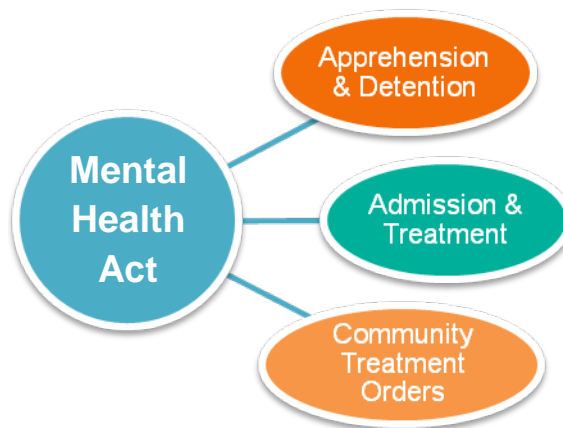 Mental
Health
Act
Apprehension
& Detention
Admission &
Treatment
Community
Treatment
Orders